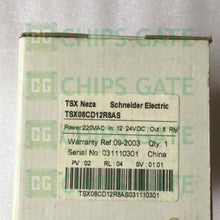 CHIPS GATE
TSX Neza Schneider Electric
TSX08CD12R8AS
Power:220VAC In: 12 24VDC Out: 8 RlY
Warranty Ref:09-2003 Qty: 1
Serial No: 031110301 China
PV : 02 RL : 04 SV : 01.01
TSX08CD12R8AS031110301